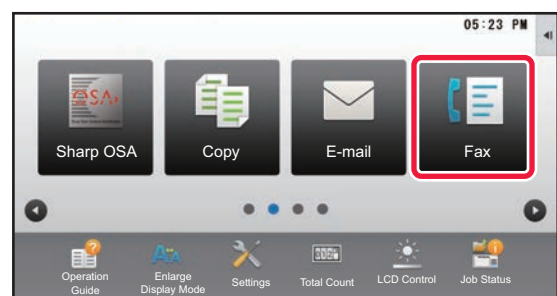 05:23 PM
Sharp OSA
Copy
E-mail
Fax
Operation
Guide
Enlarge
Display Mode
Settings
Total Count
LCD Control
Job Status